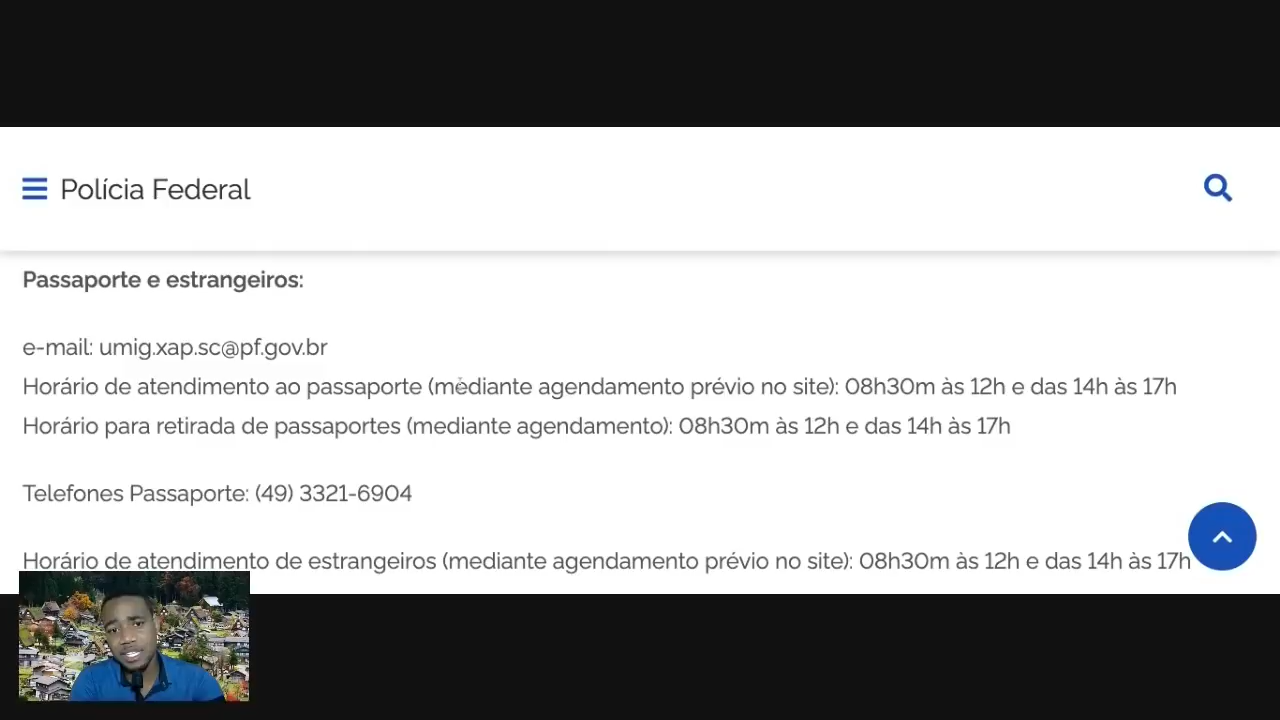 Polícia Federal
Passaporte e estrangeiros:
e-mail: umig.xap.sc@pf.gov.br
Horário de atendimento ao passaporte (mediante agendamento prévio no site): 08h30m às 12h e das 14h às 17h
Horário para retirada de passaportes (mediante agendamento): 08h30m às 12h e das 14h às 17h
Telefones Passaporte: (49) 3321-6904
Horário de atendimento de estrangeiros (mediante agendamento prévio no site): 08h30m às 12h e das 14h às 17h